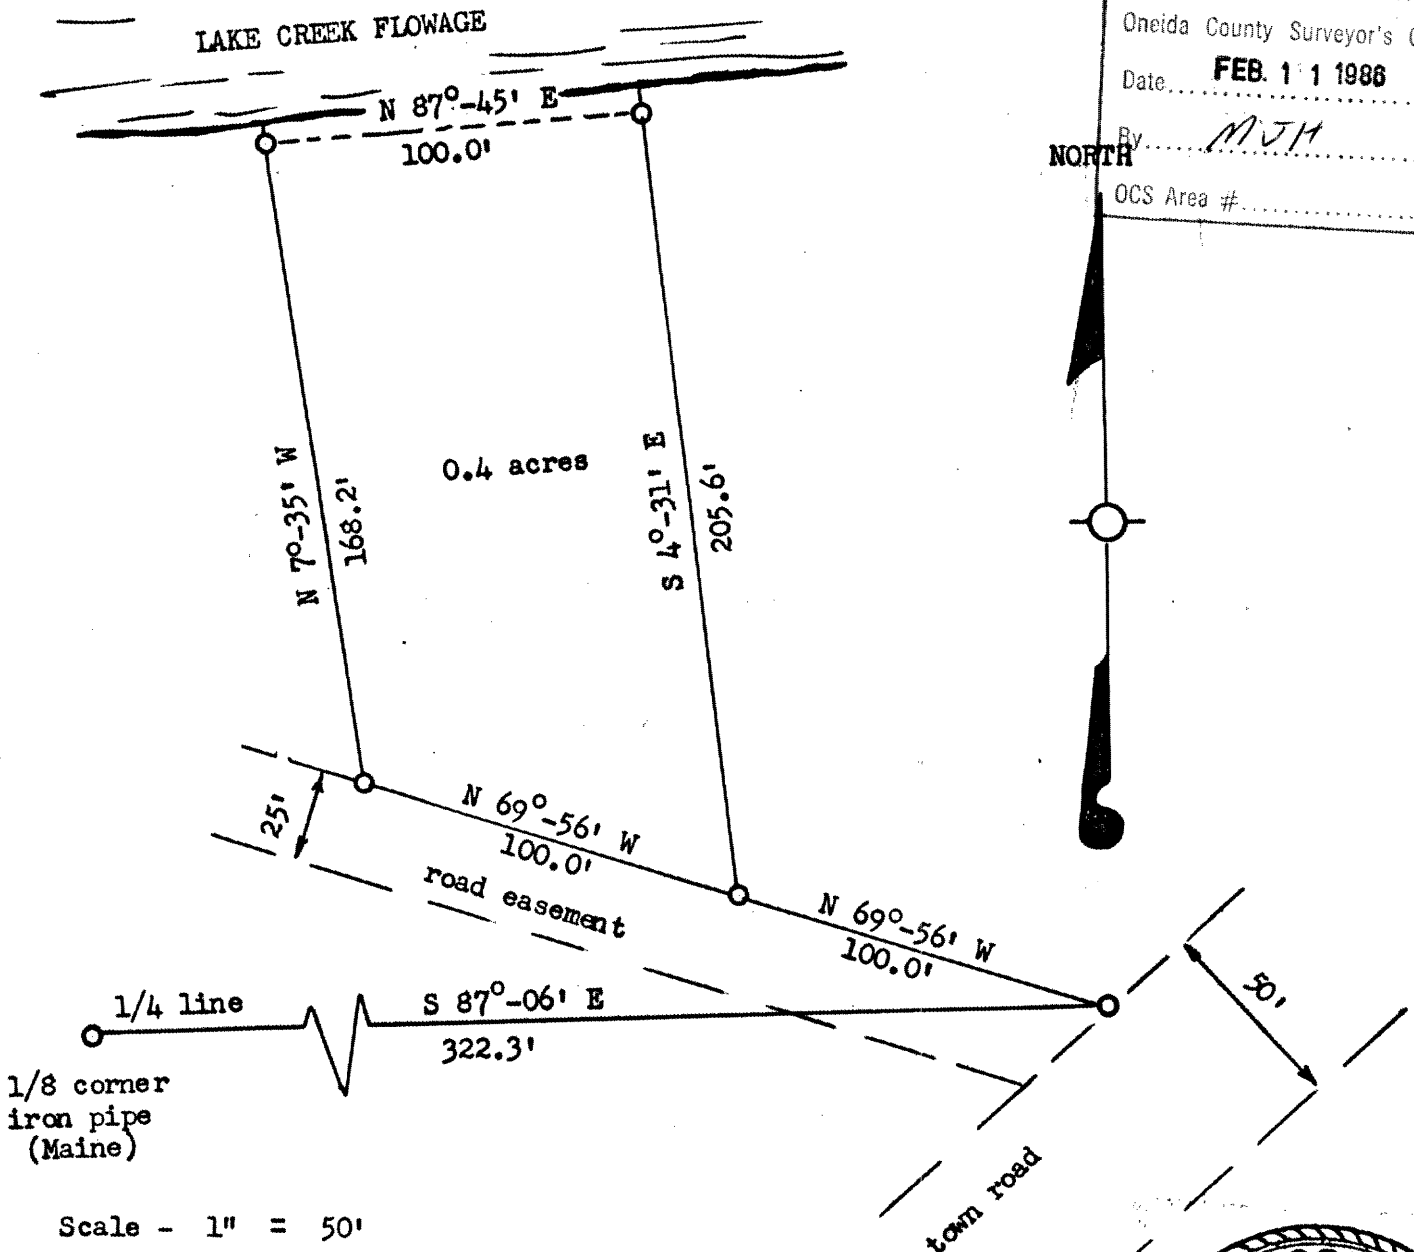 LAKE CREEK FLOWAGE
Oneida County Surveyor's
Date FEB. 11 1986
By MJH
OCS Area #
NORTH
N 87°-45' E
100.0'
N 7°-35' W
168.2'
0.4 acres
S 4°-31' E
205.6'
25'
N 69°-56' W
100.0'
road easement
N 69°-56' W
100.0'
50'
1/4 line
S 87°-06' E
322.3'
1/8 corner
iron pipe
(Maine)
town road
Scale - 1" = 50'